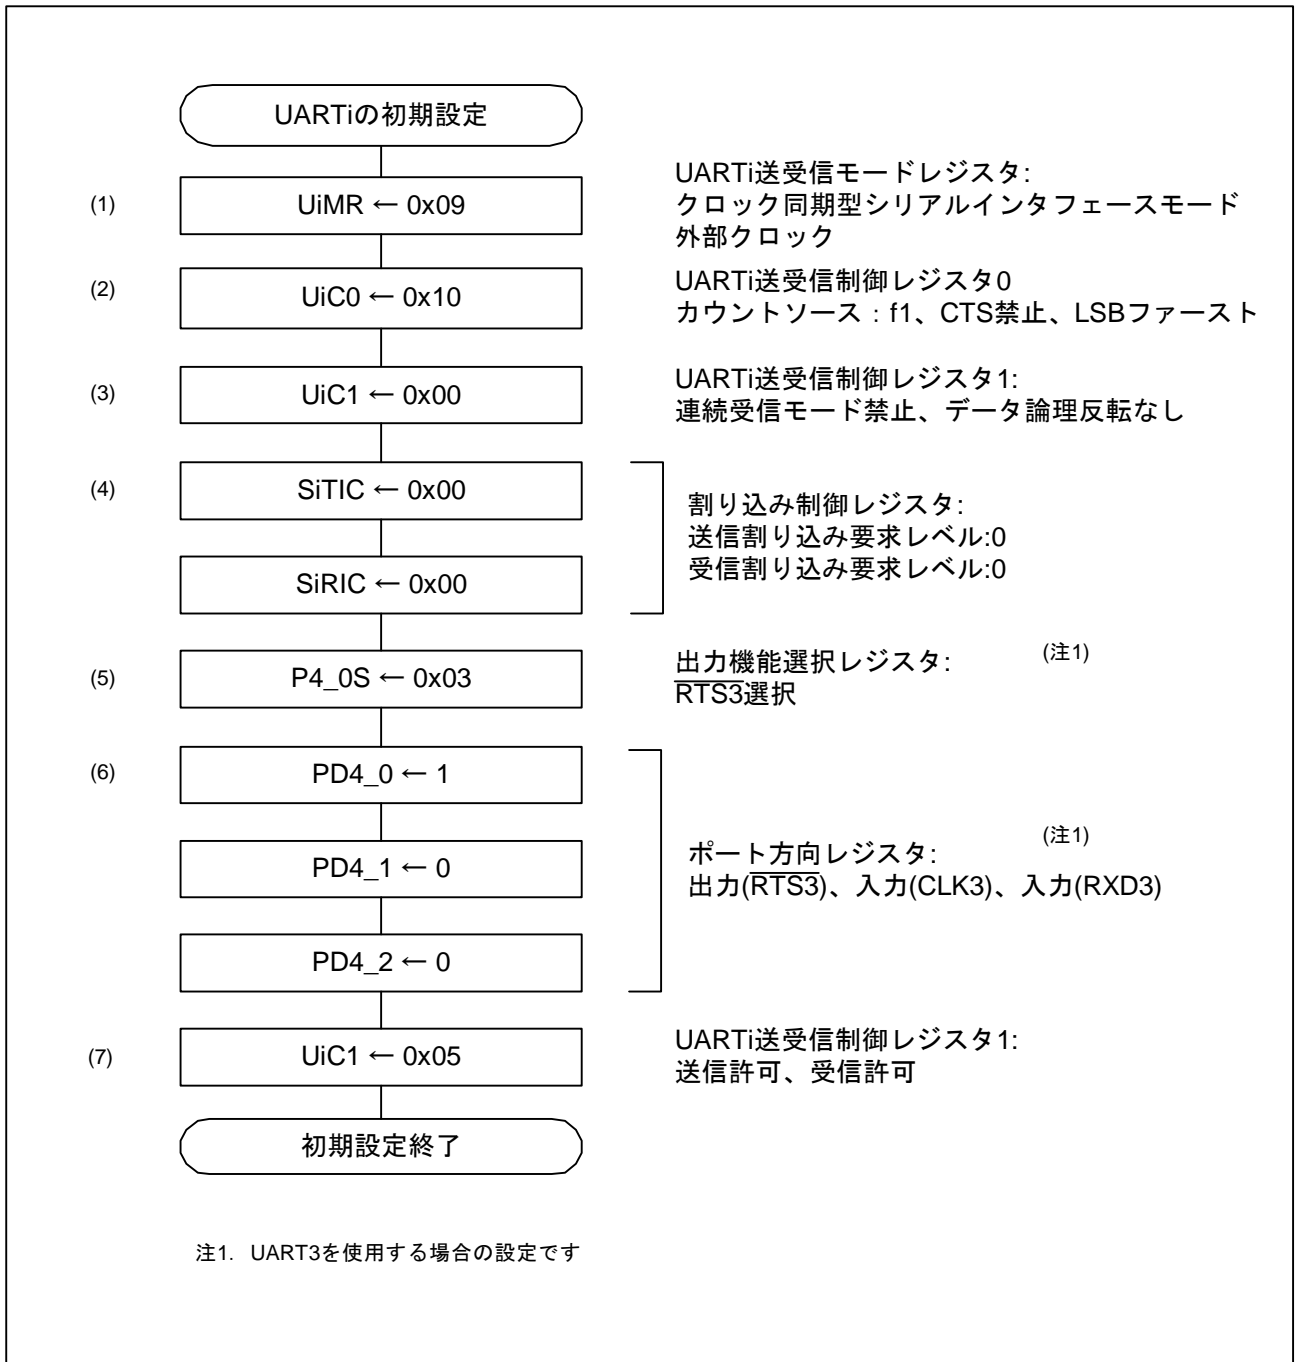 UARTiの初期設定
(1)
UiMR ← 0x09
UARTi送受信モードレジスタ:
クロック同期型シリアルインタフェースモード
外部クロック
(2)
UiC0 ← 0x10
UARTi送受信制御レジスタ0
カウントソース：f1、CTS禁止、LSBファースト
(3)
UiC1 ← 0x00
UARTi送受信制御レジスタ1:
連続受信モード禁止、データ論理反転なし
(4)
SiTIC ← 0x00
SiRIC ← 0x00
割り込み制御レジスタ:
送信割り込み要求レベル:0
受信割り込み要求レベル:0
(5)
P4_0S ← 0x03
出力機能選択レジスタ: (注1)
RTS3選択
(6)
PD4_0 ← 1
PD4_1 ← 0
PD4_2 ← 0
ポート方向レジスタ: (注1)
出力(RTS3)、入力(CLK3)、入力(RXD3)
(7)
UiC1 ← 0x05
UARTi送受信制御レジスタ1:
送信許可、受信許可
初期設定終了
注1. UART3を使用する場合の設定です